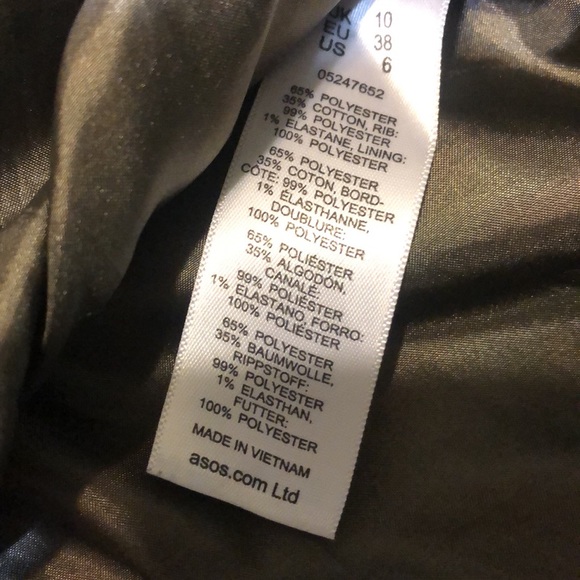 UK 10
EU 38
US 6
05247652
65% POLYESTER
35% COTTON, RIB:
99% POLYESTER
1% ELASTANE, LINING:
100% POLYESTER
65% POLYESTER
35% COTON, BORD-
CÔTE: 99% POLYESTER
1% ÉLASTHANNE,
DOUBLURE:
100% POLYESTER
65% POLIÉSTER
35% ALGODÓN,
CANALÉ:
99% POLIÉSTER
1% ELASTANO, FORRO:
100% POLIÉSTER
65% POLYESTER
35% BAUMWOLLE,
RIPPSTOFF:
99% POLYESTER
1% ELASTHAN,
FUTTER:
100% POLYESTER
MADE IN VIETNAM
asos.com Ltd